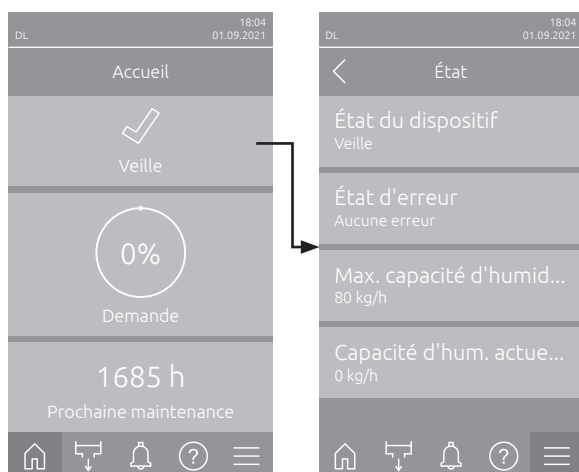 18:04
DL 01.09.2021
Accueil
Veille
0%
Demande
1685 h
Prochaine maintenance
?
18:04
DL 01.09.2021
État
État du dispositif
Veille
État d'erreur
Aucune erreur
Max. capacité d'humid...
80 kg/h
Capacité d'hum. actue...
0 kg/h
?